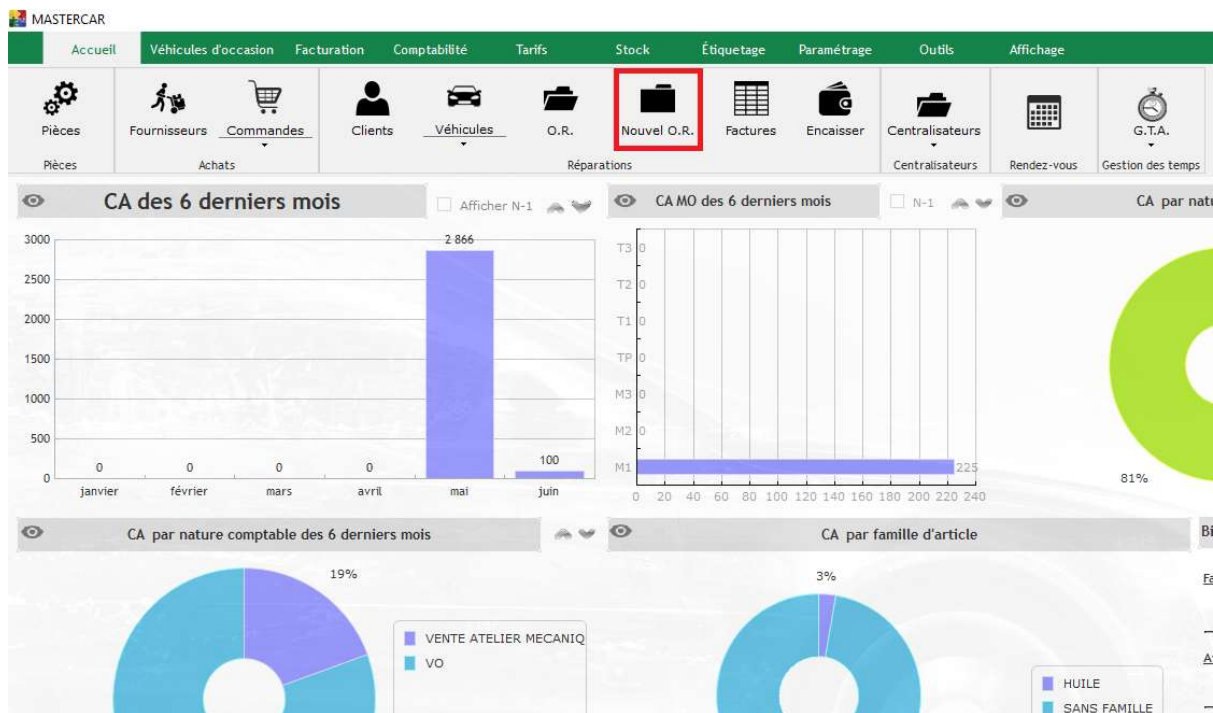 MASTERCAR
Accueil Véhicules d'occasion Facturation Comptabilité Tarifs Stock Étiquetage Paramétrage Outils Affichage
Pièces Fournisseurs Commandes Clients Véhicules O.R. Nouvel O.R. Factures Encaisser Centralisateurs G.T.A.
Pièces Achats Réparations Centralisateurs Rendez-vous Gestion des temps
CA des 6 derniers mois Afficher N-1
3000
2500
2000
1500
1000
500
0
2 866
0 0 0 0 100
janvier février mars avril mai juin
CA MO des 6 derniers mois N-1
T3 0
T2 0
T1 0
TP 0
M3 0
M2 0
M1 225
0 20 40 60 80 100 120 140 160 180 200 220 240
CA par natu
81%
CA par nature comptable des 6 derniers mois
19%
VENTE ATELIER MECANIQ
VO
CA par famille d'article
3%
HUILE
SANS FAMILLE
Bi
Fa